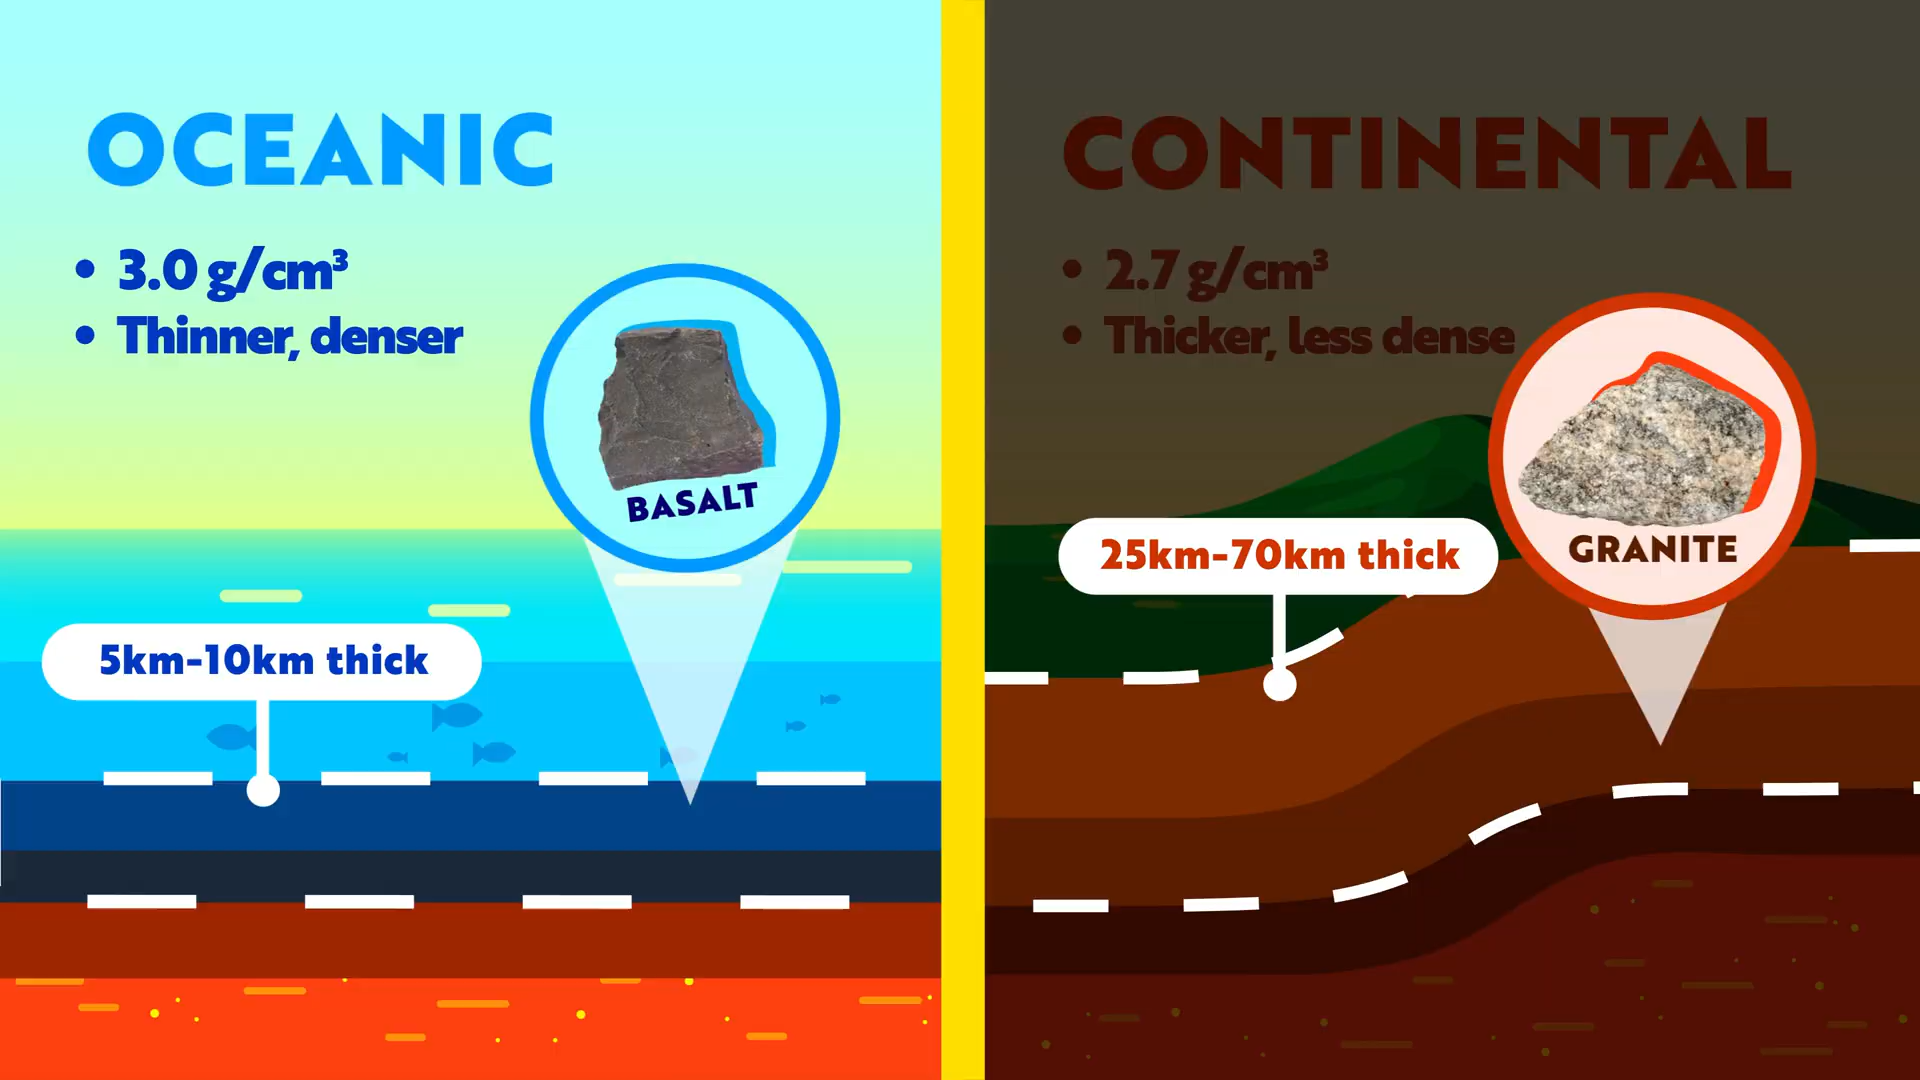 OCEANIC
• 3.0 g/cm³
• Thinner, denser
BASALT
5km-10km thick
CONTINENTAL
• 2.7 g/cm³
• Thicker, less dense
25km-70km thick
GRANITE